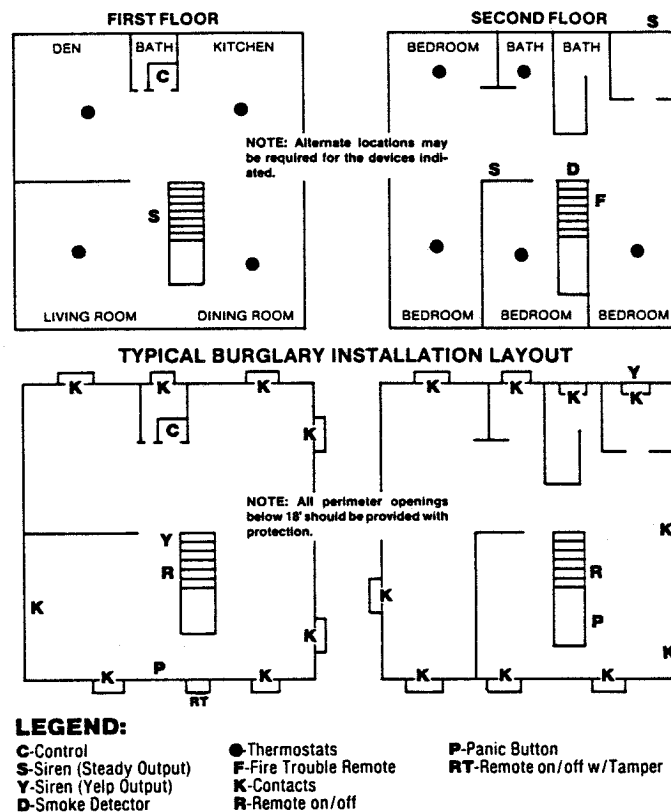 FIRST FLOOR
SECOND FLOOR
S
DEN
BATH
KITCHEN
BEDROOM
BATH
BATH
C
NOTE: Alternate locations may
be required for the devices indi-
ated.
S
D
S
F
LIVING ROOM
DINING ROOM
BEDROOM
BEDROOM
BEDROOM
TYPICAL BURGLARY INSTALLATION LAYOUT
K
K
K
K
K
K
Y
K
C
K
NOTE: All perimeter openings
below 18' should be provided with
protection.
Y
K
R
R
K
K
P
K
K
P
K
K
K
K
K
RT
LEGEND:
C-Control
S-Siren (Steady Output)
Y-Siren (Yelp Output)
D-Smoke Detector
●-Thermostats
F-Fire Trouble Remote
K-Contacts
R-Remote on/off
P-Panic Button
RT-Remote on/off w/Tamper